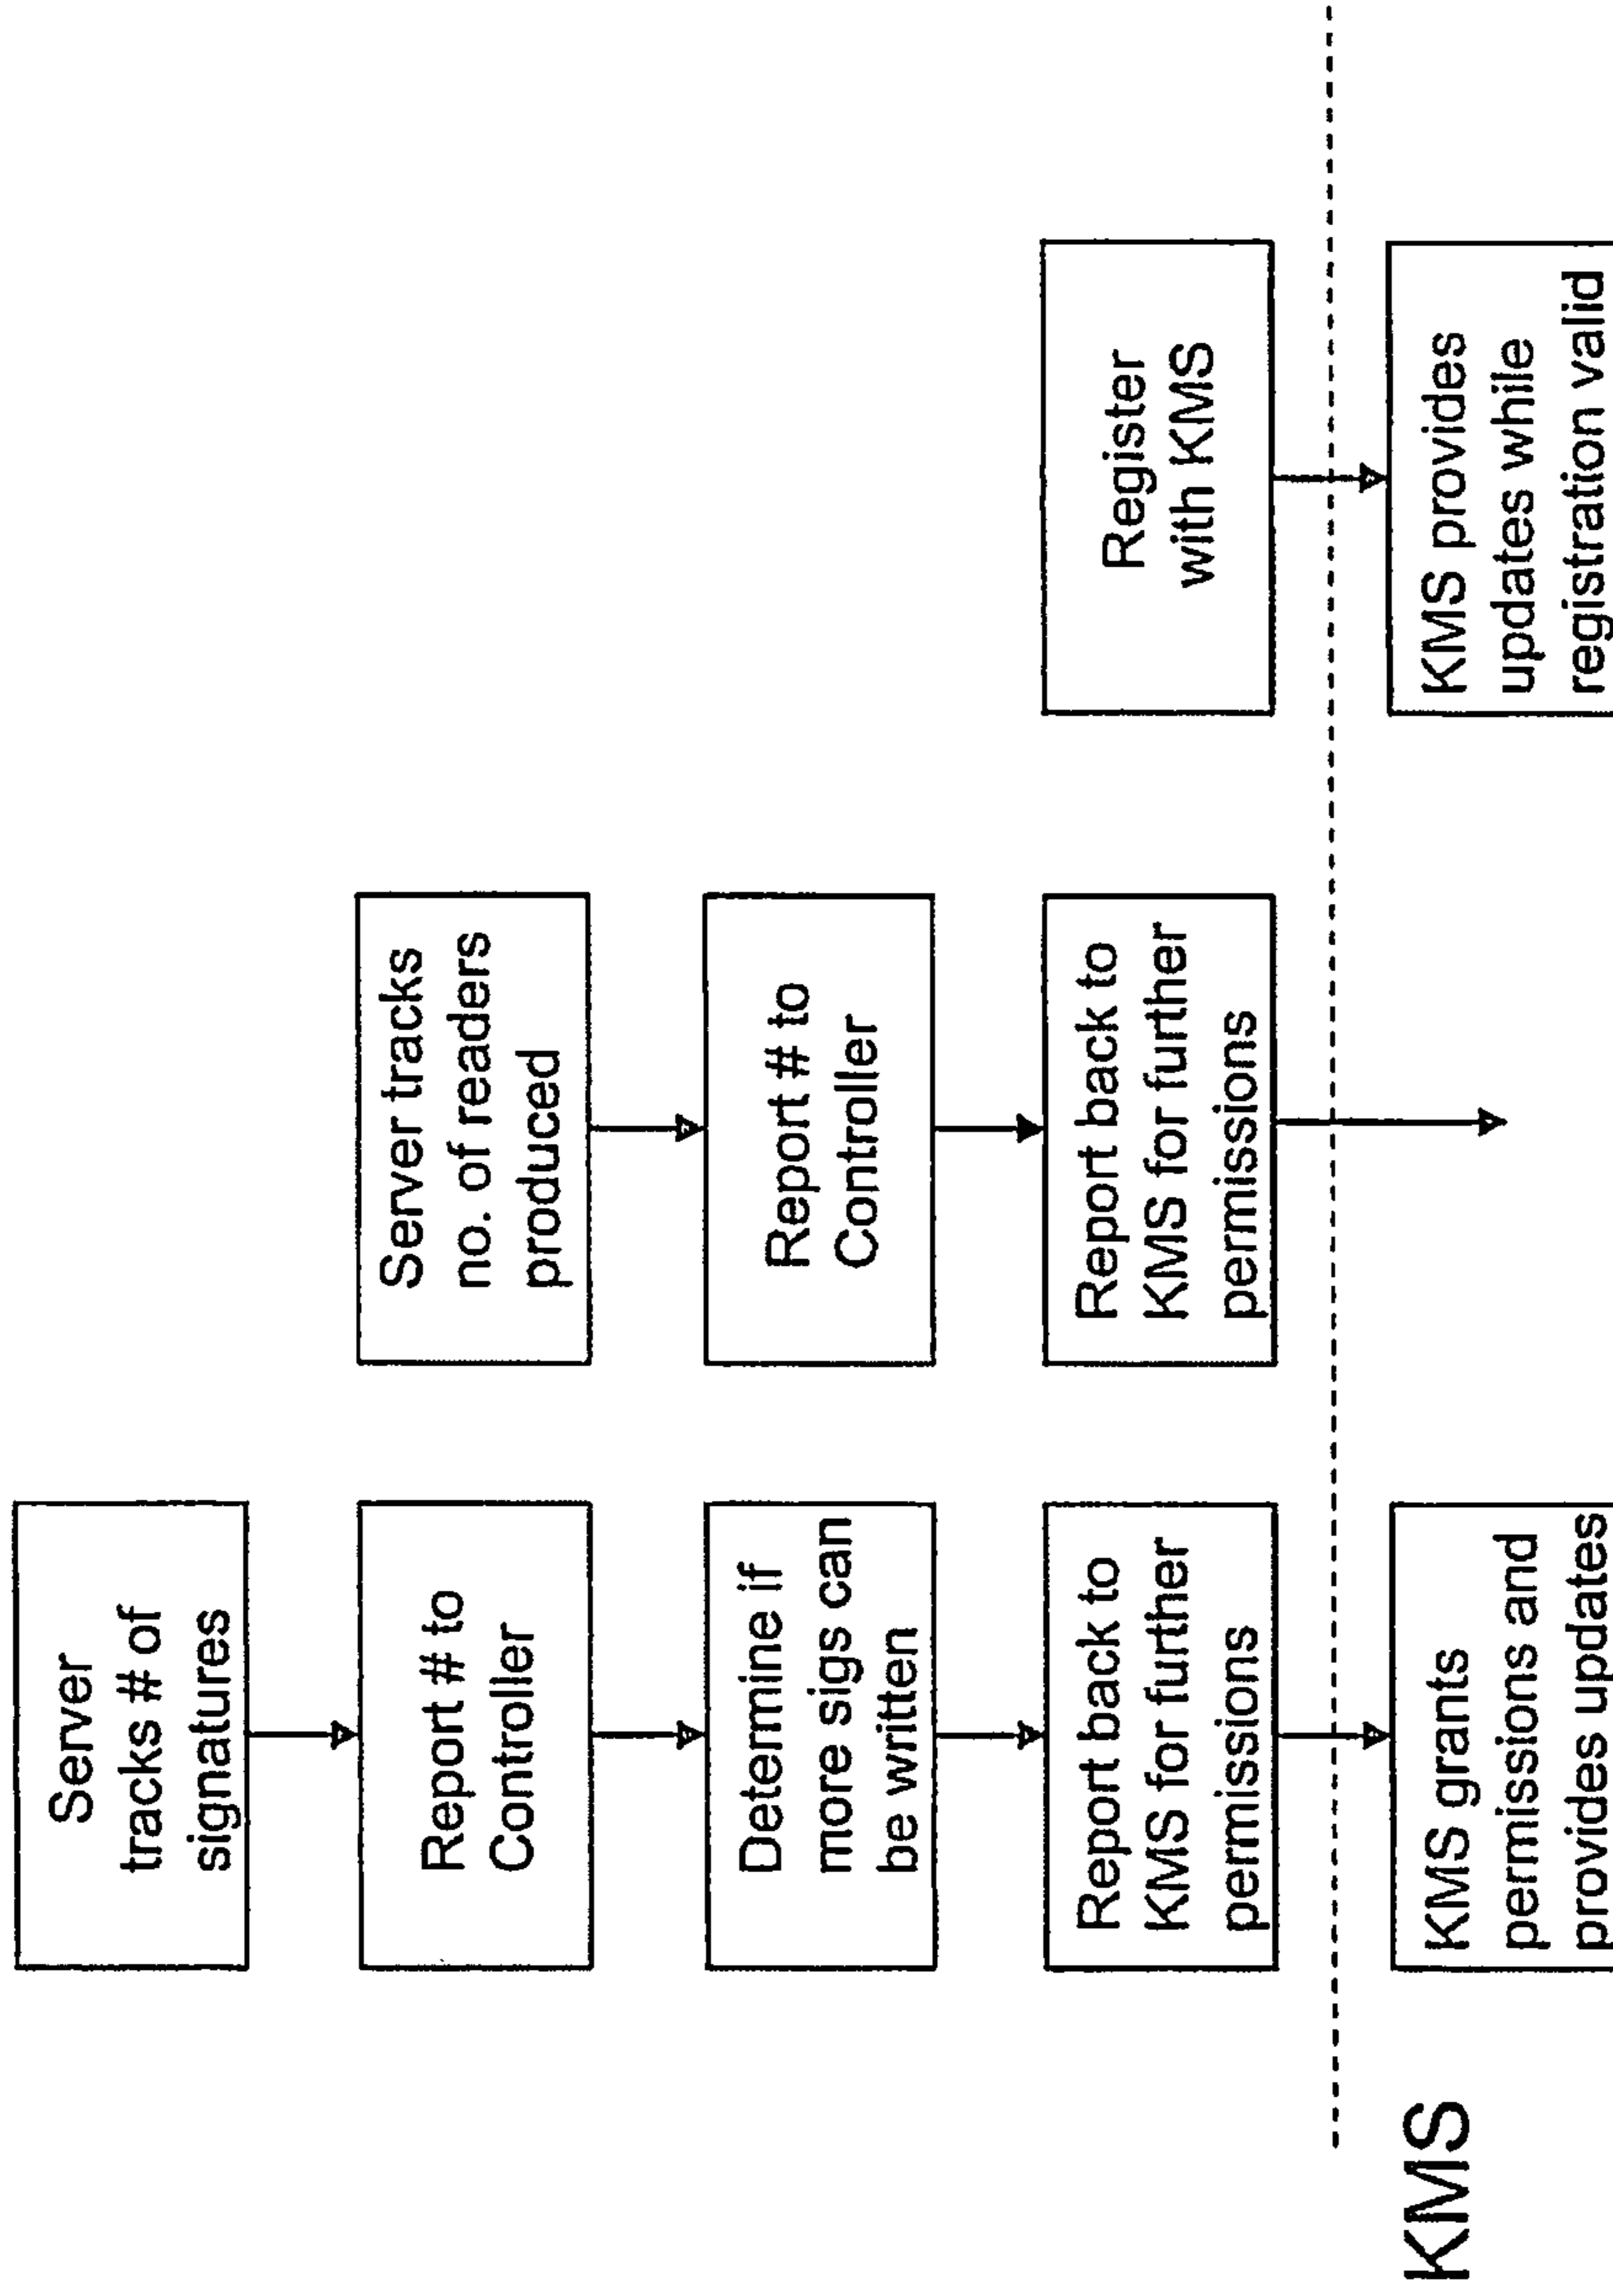 Server
tracks # of
signatures
Report # to
Controller
Determine if
more sigs can
be written
Report back to
KMS for further
permissions
Server tracks
no. of readers
produced
Report # to
Controller
Report back to
KMS for further
permissions
Register
with KMS
KMS
KMS grants
permissions and
provides updates
KMS provides
updates while
registration valid